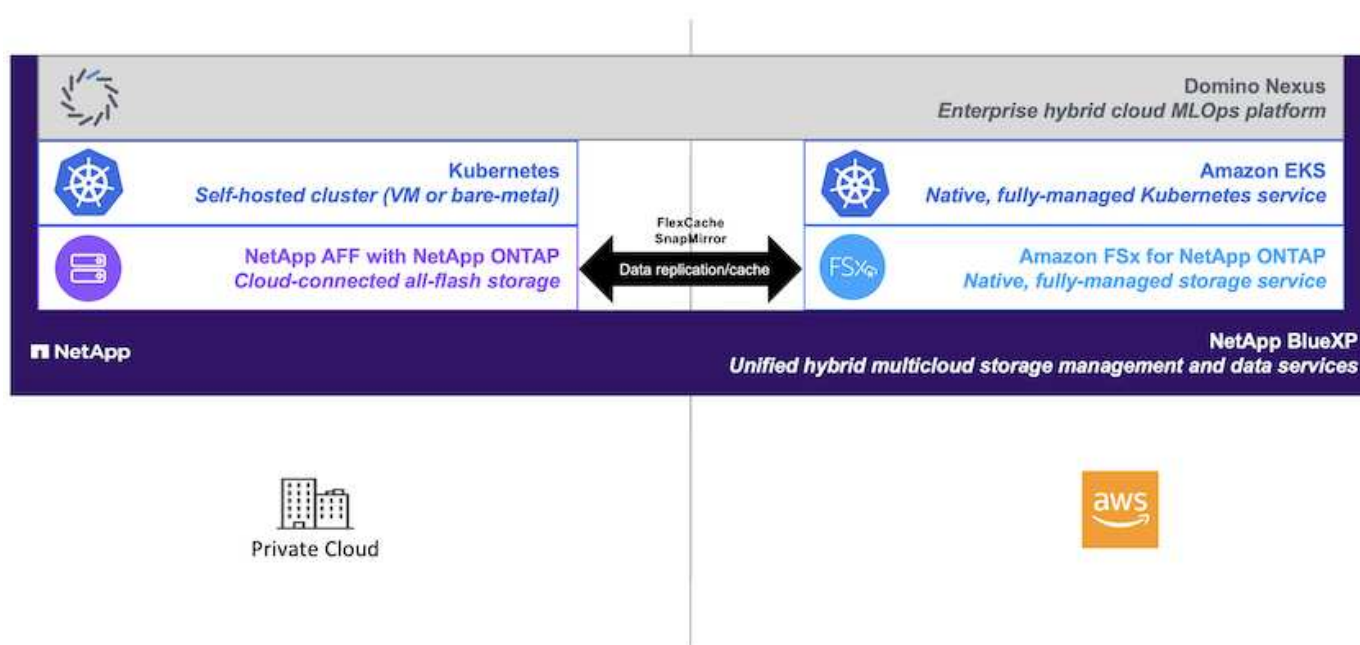 Domino Nexus
Enterprise hybrid cloud MLOps platform
Kubernetes
Self-hosted cluster (VM or bare-metal)
Amazon EKS
Native, fully-managed Kubernetes service
FlexCache
SnapMirror
Data replication/cache
NetApp AFF with NetApp ONTAP
Cloud-connected all-flash storage
FSx
Amazon FSx for NetApp ONTAP
Native, fully-managed storage service
NetApp
NetApp BlueXP
Unified hybrid multicloud storage management and data services
Private Cloud
aws